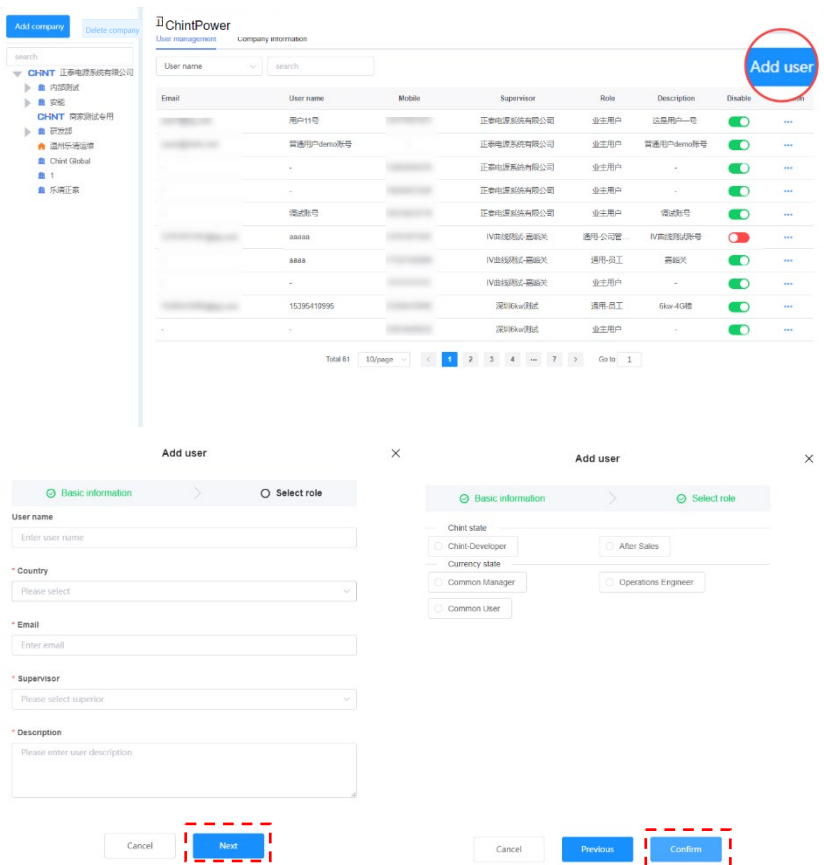 Add company Delete company
ChintPower
User management Company information
search
User name search
Add user
CHNT 正泰电源系统有限公司
内部测试
安能
CHNT 商家测试专用
研发部
温州乐清运维
Chint Global
1
乐清正泰
Email User name Mobile Supervisor Role Description Disable
用户11号 正泰电源系统有限公司 业主用户 这是用户一号 •••
普通用户demo账号 - 正泰电源系统有限公司 业主用户 普通用户demo账号 •••
- - 正泰电源系统有限公司 业主用户 - •••
- - 正泰电源系统有限公司 业主用户 - •••
调试账号 正泰电源系统有限公司 业主用户 调试账号 •••
aaaaa IV曲线测试-嘉峪关 通用-公司管... IV曲线测试账号 •••
aaaa IV曲线测试-嘉峪关 通用-员工 嘉峪关 •••
- - IV曲线测试-嘉峪关 业主用户 - •••
15395410995 深圳6kw测试 通用-员工 6kw-4G棒 •••
- - 深圳6kw测试 业主用户 - •••
Total 61 10/page < 1 2 3 4 ••• 7 > Go to 1
Add user
Basic information Select role
User name
Enter user name
* Country
Please select
* Email
Enter email
* Supervisor
Please select superior
* Description
Please enter user description
Cancel Next
Add user
Basic information Select role
Chint state
Chint-Developer After Sales
Currency state
Common Manager Operations Engineer
Common User
Cancel Previous Confirm